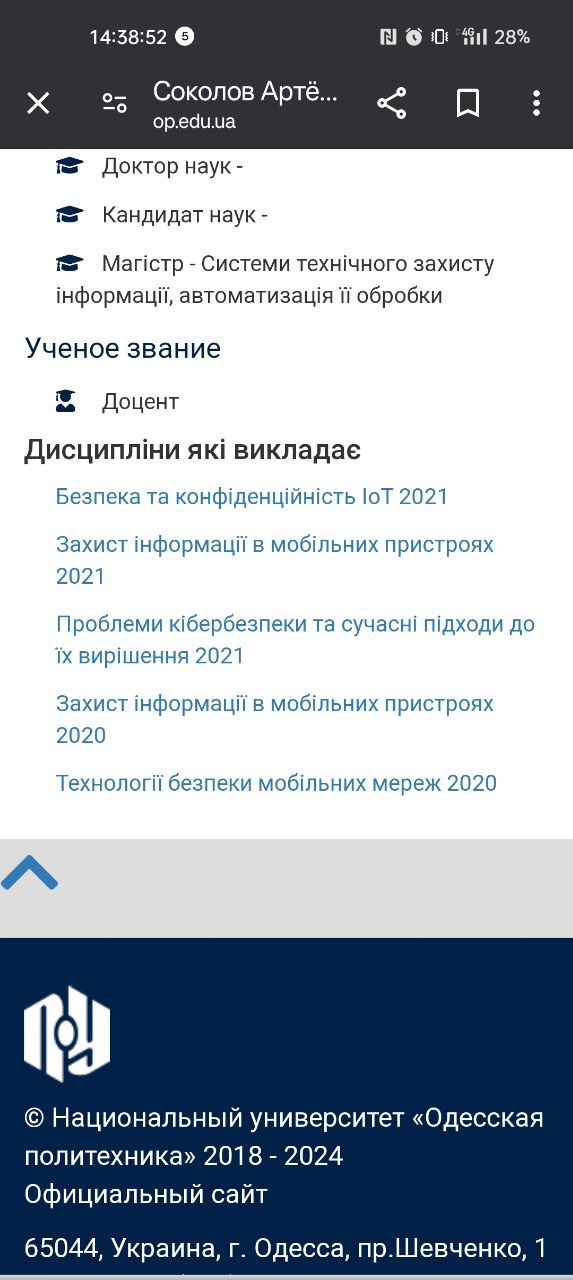 14:38:52 5 4G 28%
Соколов Артё...
op.edu.ua
Доктор наук -
Кандидат наук -
Магістр - Системи технічного захисту
інформації, автоматизація її обробки
Ученое звание
Доцент
Дисципліни які викладає
Безпека та конфіденційність IoT 2021
Захист інформації в мобільних пристроях
2021
Проблеми кібербезпеки та сучасні підходи до
їх вирішення 2021
Захист інформації в мобільних пристроях
2020
Технології безпеки мобільних мереж 2020
© Национальный университет «Одесская
политехника» 2018 - 2024
Официальный сайт
65044, Украина, г. Одесса, пр.Шевченко, 1